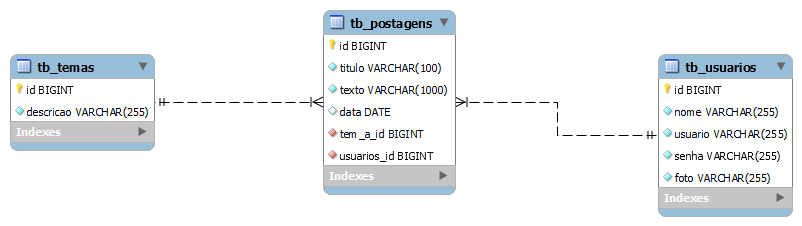 tb_temas
id BIGINT
descricao VARCHAR(255)
Indexes
tb_postagens
id BIGINT
titulo VARCHAR(100)
texto VARCHAR(1000)
data DATE
tem_a_id BIGINT
usuarios_id BIGINT
Indexes
tb_usuarios
id BIGINT
nome VARCHAR(255)
usuario VARCHAR(255)
senha VARCHAR(255)
foto VARCHAR(255)
Indexes